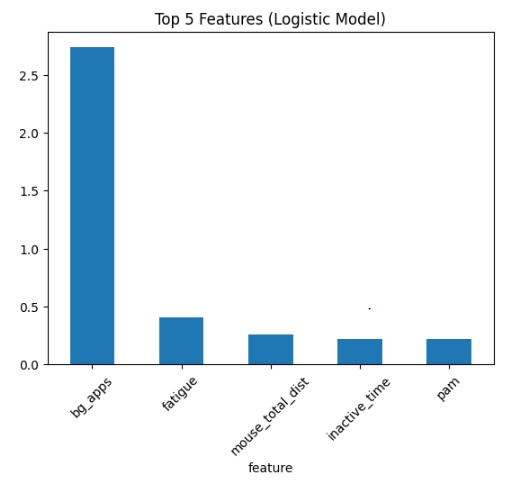 Top 5 Features (Logistic Model)
2.5
2.0
1.5
1.0
0.5
0.0
bg_apps
fatigue
mouse_total_dist
inactive_time
pam
feature